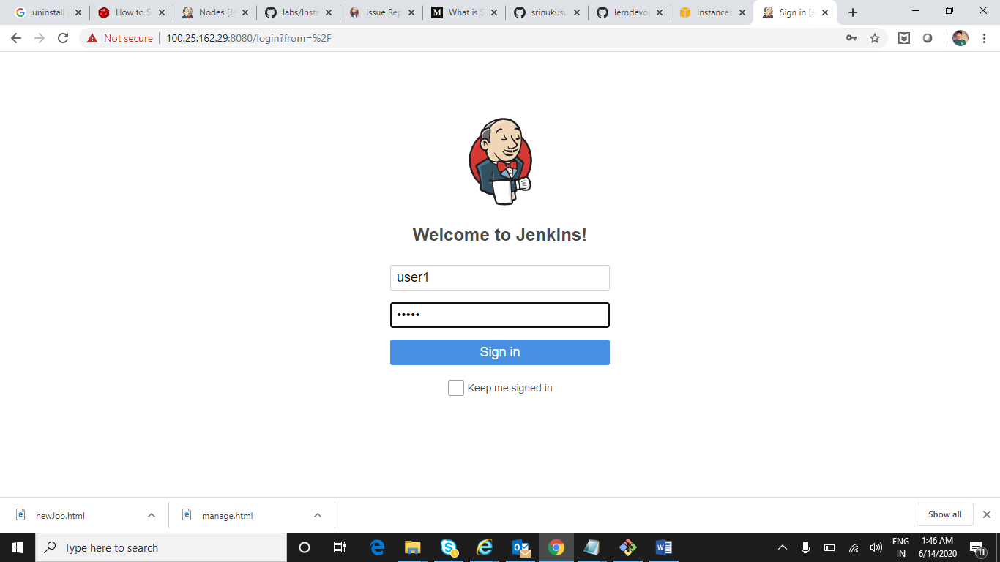 uninstall
How to S
Nodes [Je
labs/Insta
Issue Rep
What is S
srinukusu
lerndevop
Instances
Sign in [J
Not secure
100.25.162.29:8080/login?from=%2F
Welcome to Jenkins!
user1
•••••
Sign in
Keep me signed in
newJob.html
manage.html
Show all
Type here to search
ENG
IN
1:46 AM
6/14/2020
11